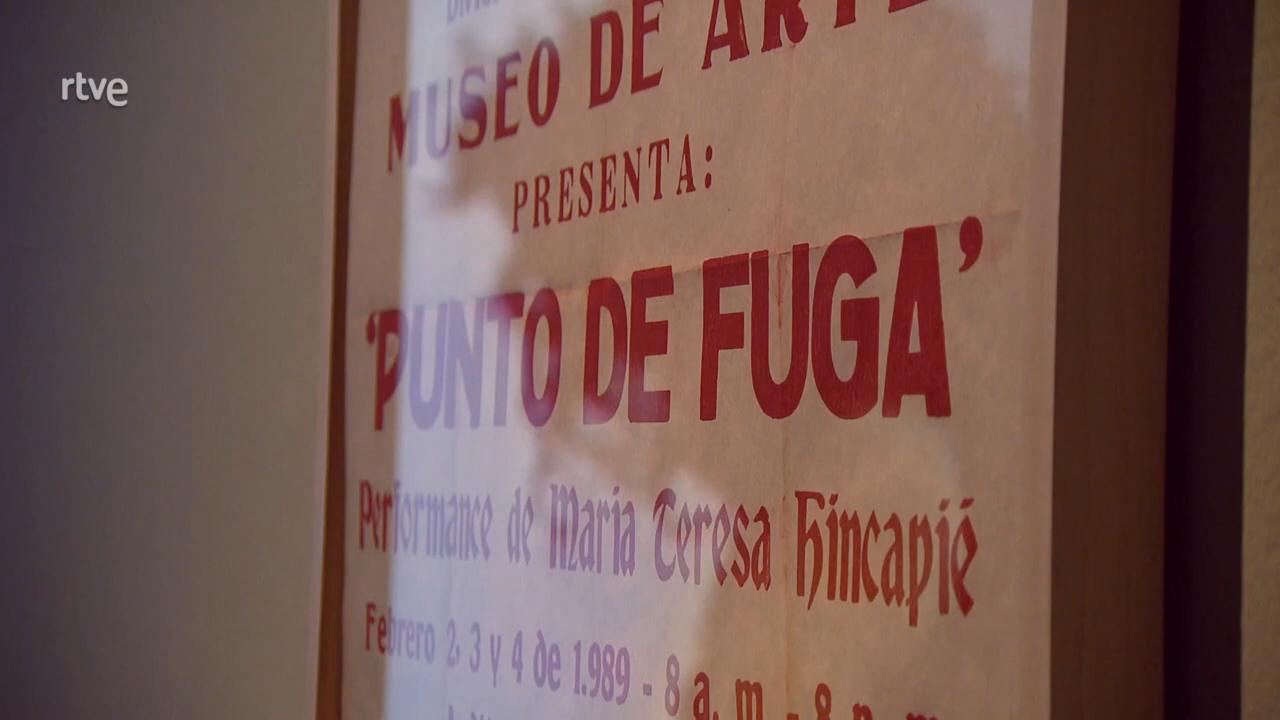 rtve
MUSEO DE ARTE
PRESENTA:
‘PUNTO DE FUGA’
Performance de María Teresa Hincapié
Febrero 2, 3 y 4 de 1.989 - 8 a. m. - 8 p. m.